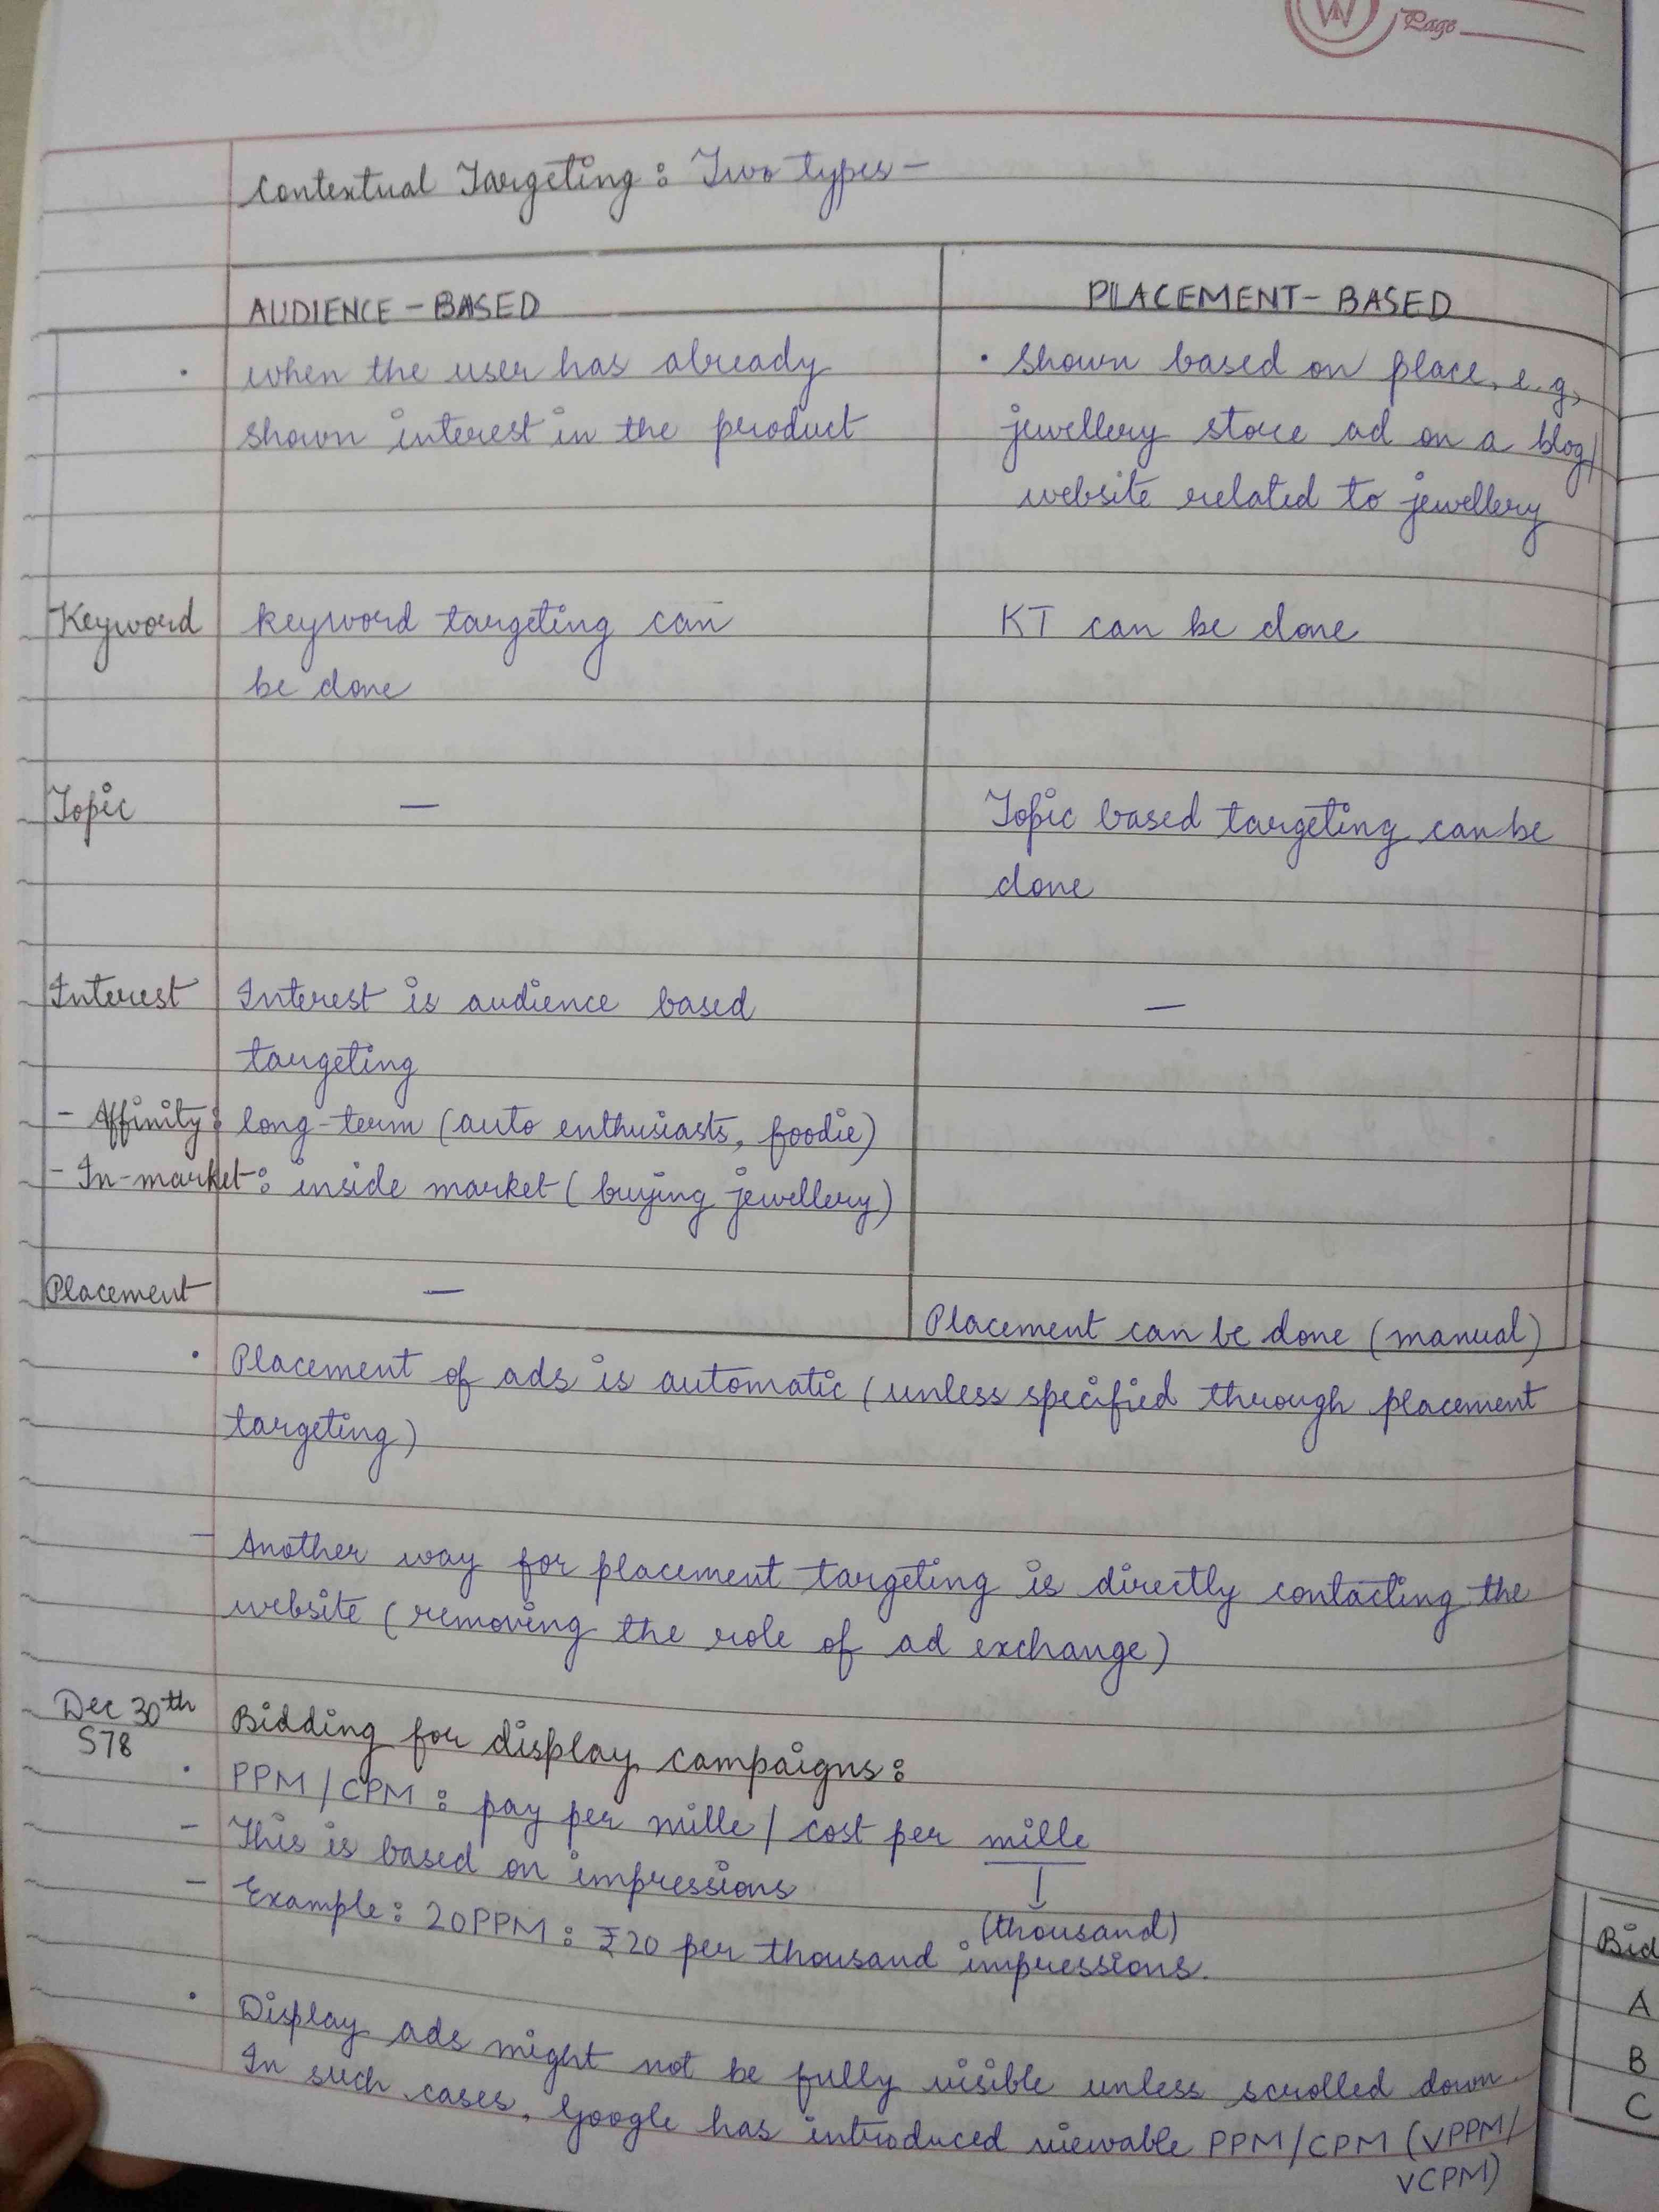 W Page
Contextual Targeting: Two types -
AUDIENCE-BASED
PLACEMENT-BASED
• when the user has already
shown interest in the product
• shown based on place, e.g,
jewellery store ad on a blog/
website related to jewellery
Keyword
keyword targeting can
be done
KT can be done
Topic
—
Topic based targeting can be
done
Interest
Interest is audience based
targeting
—
- Affinity: long-term (auto enthusiasts, foodie)
- In-market: inside market (buying jewellery)
Placement
—
Placement can be done (manual)
• Placement of ads is automatic (unless specified through placement
targeting)
- Another way for placement targeting is directly contacting the
website (removing the role of ad exchange)
Dec 30th
S78
Bidding for display campaigns:
• PPM/CPM: pay per mille/cost per mille
(thousand)
- This is based on impressions
- Example: 20PPM: ₹20 per thousand impressions.
• Display ads might not be fully visible unless scrolled down.
In such cases, Google has introduced viewable PPM/CPM (VPPM/
VCPM)
Bid
A
B
C